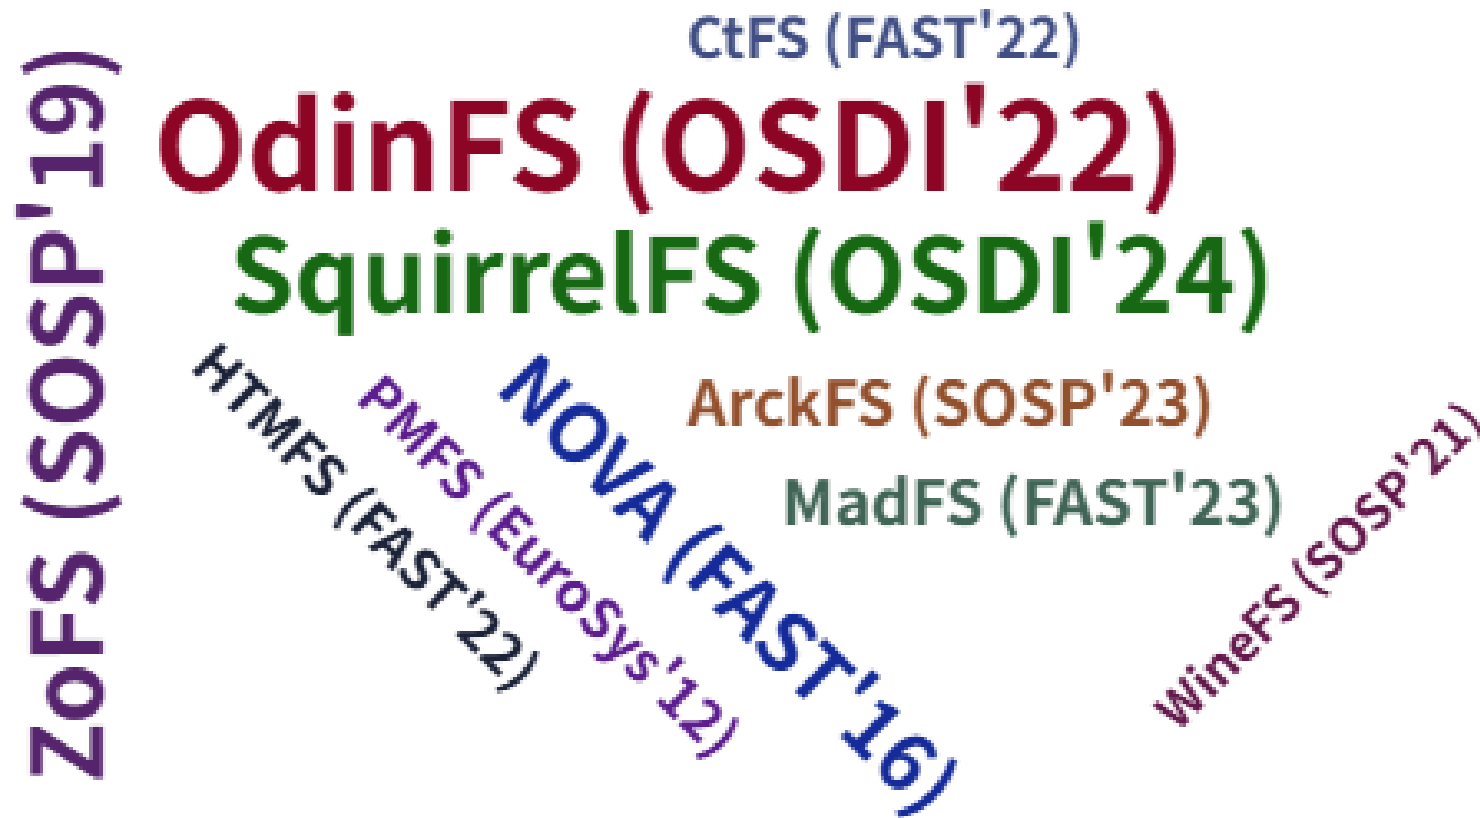 CtFS (FAST'22)
ZoFS (SOSP'19)
OdinFS (OSDI'22)
SquirrelFS (OSDI'24)
HTMFS (FAST'22)
PMFS (EuroSys'12)
NOVA (FAST'16)
ArckFS (SOSP'23)
MadFS (FAST'23)
WineFS (SOSP'21)